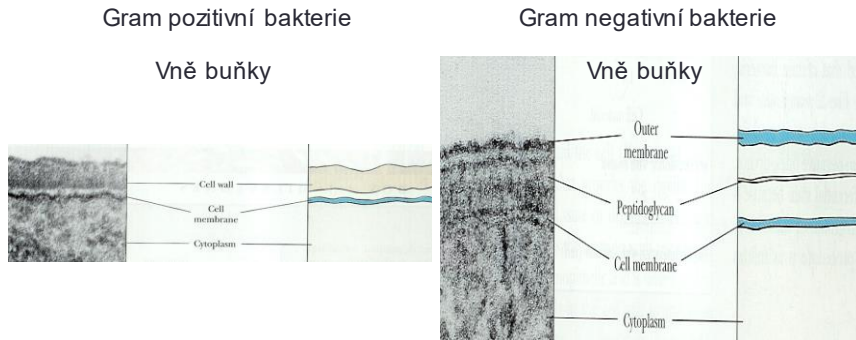 Gram pozitivní bakterie
Vně buňky
Cell wall
Cell
membrane
Cytoplasm
Gram negativní bakterie
Vně buňky
Outer
membrane
Peptidoglycan
Cell membrane
Cytoplasm